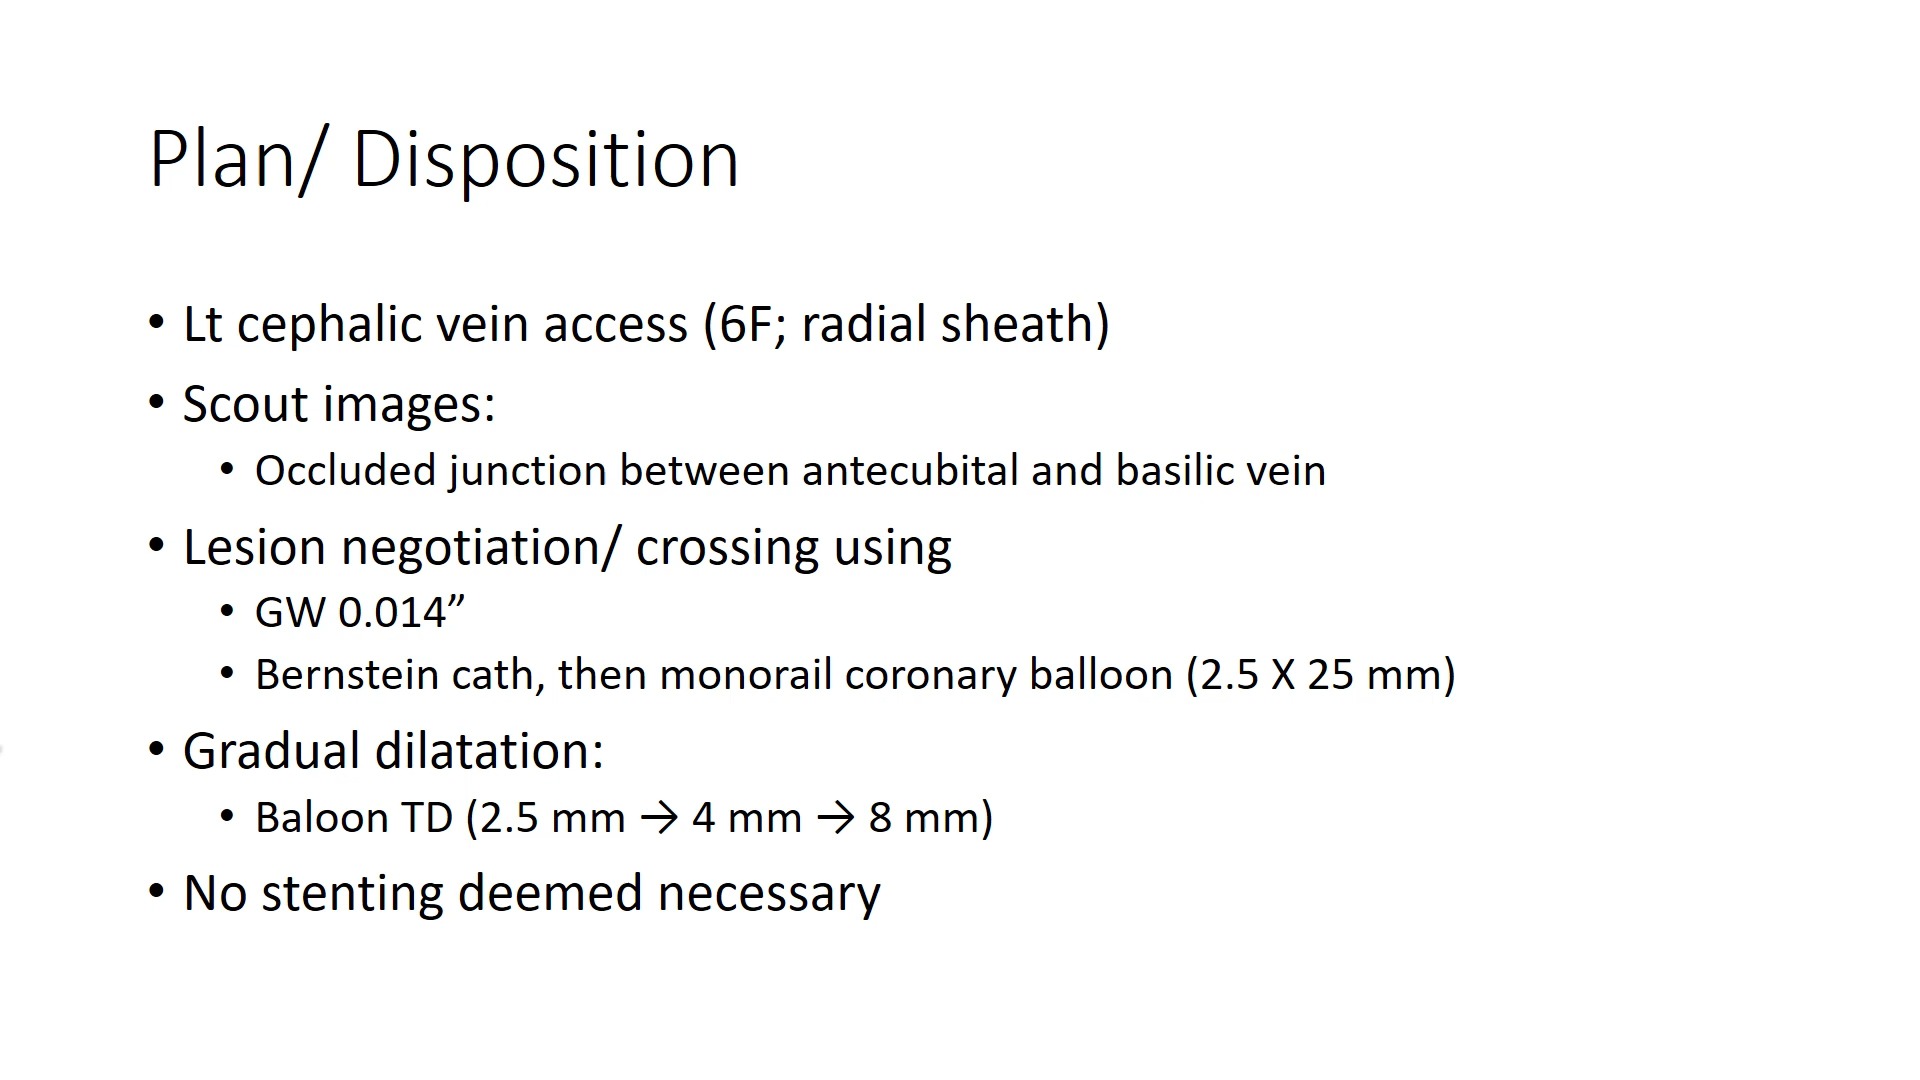 Plan/ Disposition
• Lt cephalic vein access (6F; radial sheath)
• Scout images:
• Occluded junction between antecubital and basilic vein
• Lesion negotiation/ crossing using
• GW 0.014”
• Bernstein cath, then monorail coronary balloon (2.5 X 25 mm)
• Gradual dilatation:
• Baloon TD (2.5 mm → 4 mm → 8 mm)
• No stenting deemed necessary